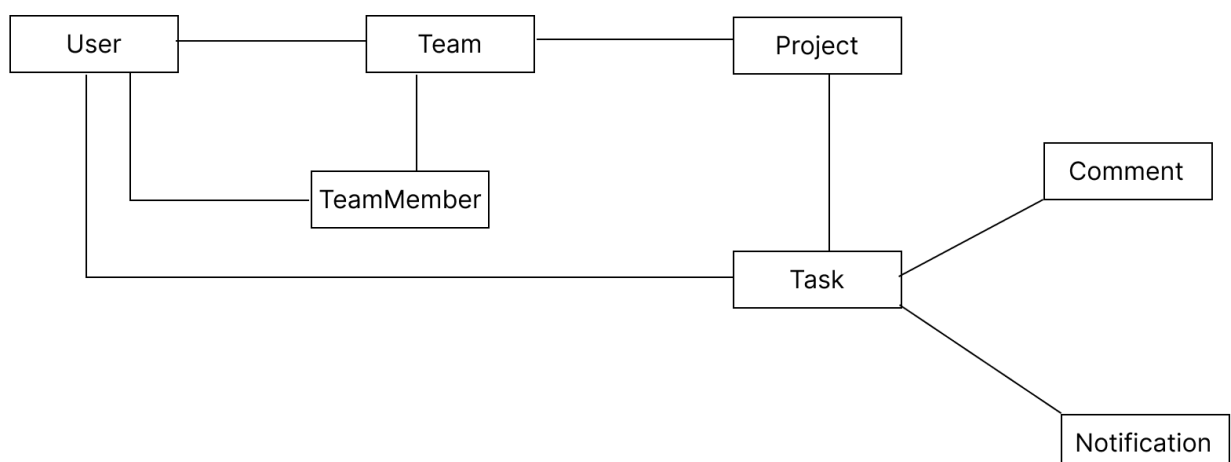 User
Team
Project
Comment
TeamMember
Task
Notification